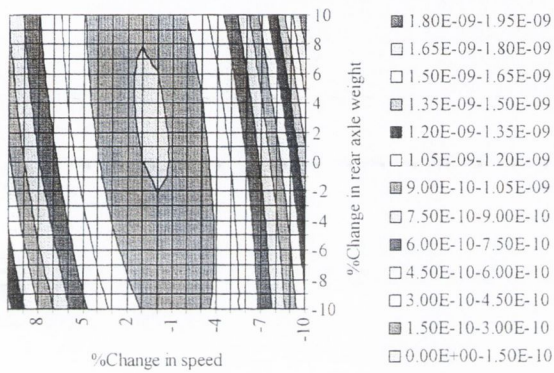 10
8
6
4
2
0
-2
-4
-6
-8
-10
%Change in rear axle weight
8
5
2
-1
-4
-7
-10
%Change in speed
1.80E-09-1.95E-09
1.65E-09-1.80E-09
1.50E-09-1.65E-09
1.35E-09-1.50E-09
1.20E-09-1.35E-09
1.05E-09-1.20E-09
9.00E-10-1.05E-09
7.50E-10-9.00E-10
6.00E-10-7.50E-10
4.50E-10-6.00E-10
3.00E-10-4.50E-10
1.50E-10-3.00E-10
0.00E+00-1.50E-10